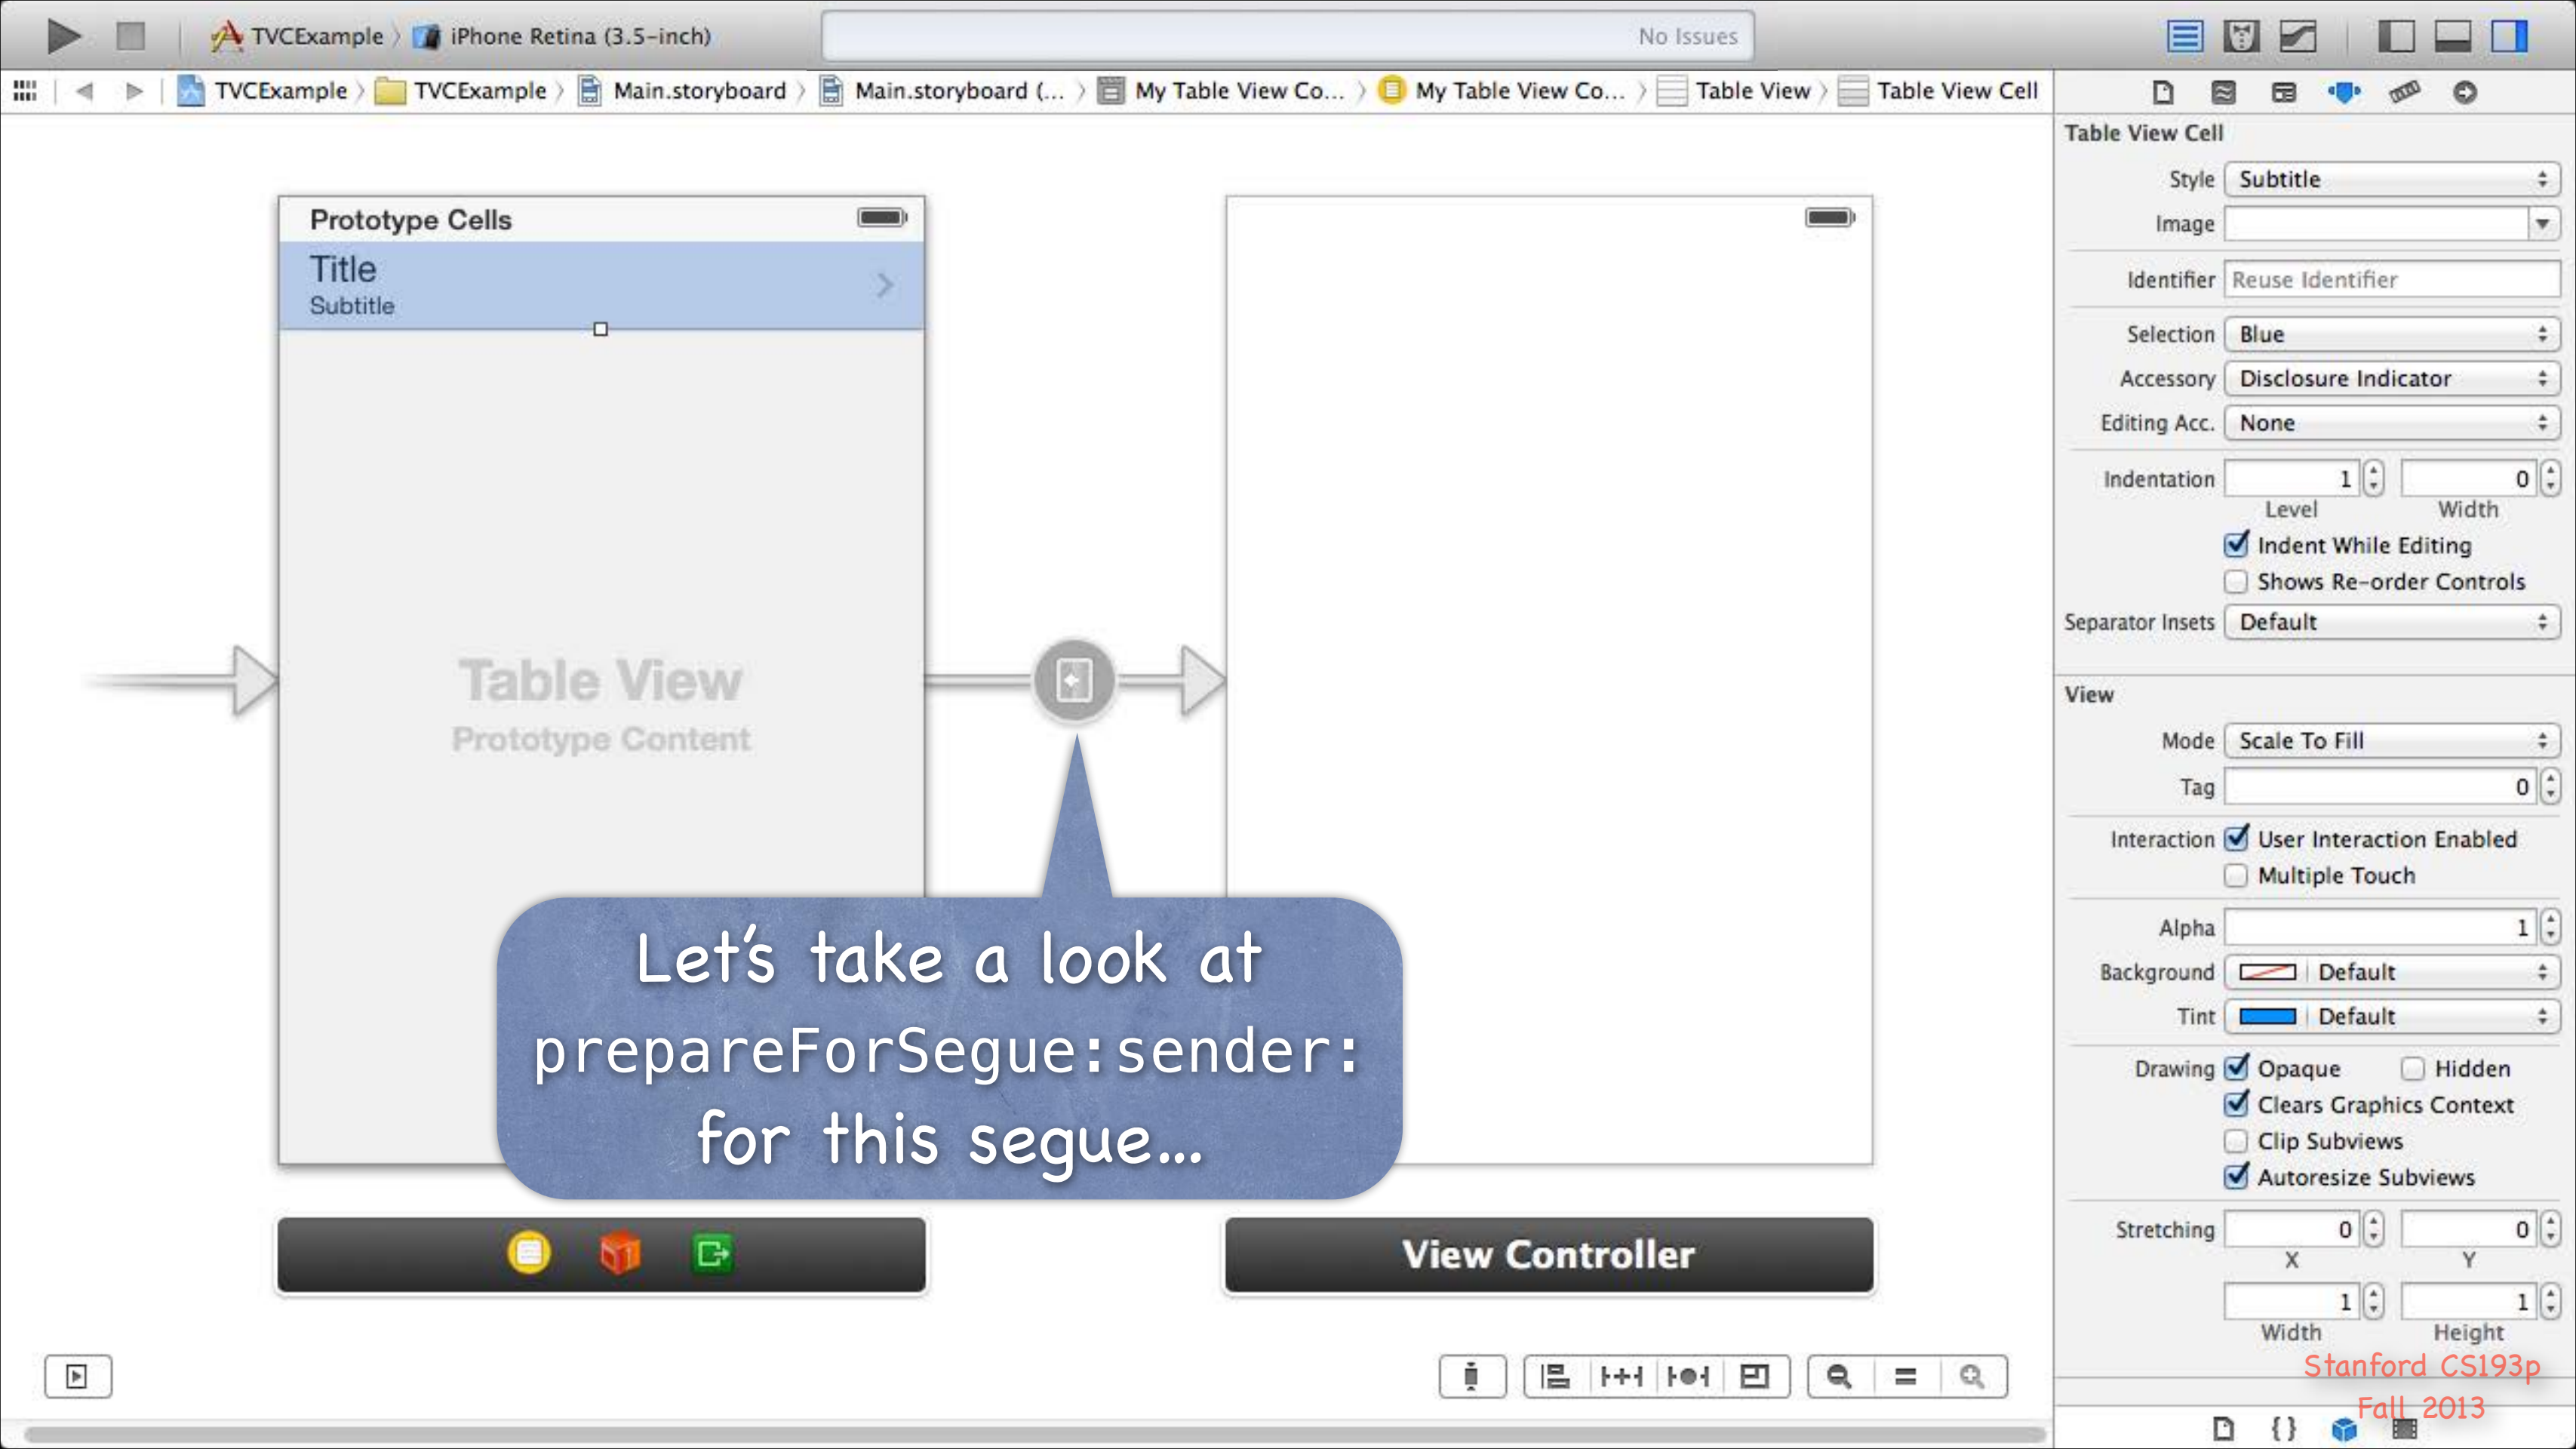 TVCExample
iPhone Retina (3.5-inch)
No Issues
TVCExample
TVCExample
Main.storyboard
Main.storyboard (...
My Table View Co...
My Table View Co...
Table View
Table View Cell
Prototype Cells
Title
Subtitle
Table View
Prototype Content
Let's take a look at
prepareForSegue:sender:
for this segue...
View Controller
Table View Cell
Style Subtitle
Image
Identifier Reuse Identifier
Selection Blue
Accessory Disclosure Indicator
Editing Acc. None
Indentation 1 0
Level Width
Indent While Editing
Shows Re-order Controls
Separator Insets Default
View
Mode Scale To Fill
Tag 0
Interaction User Interaction Enabled
Multiple Touch
Alpha 1
Background Default
Tint Default
Drawing Opaque Hidden
Clears Graphics Context
Clip Subviews
Autoresize Subviews
Stretching 0 0
X Y
1 1
Width Height
Stanford CS193p
Fall 2013